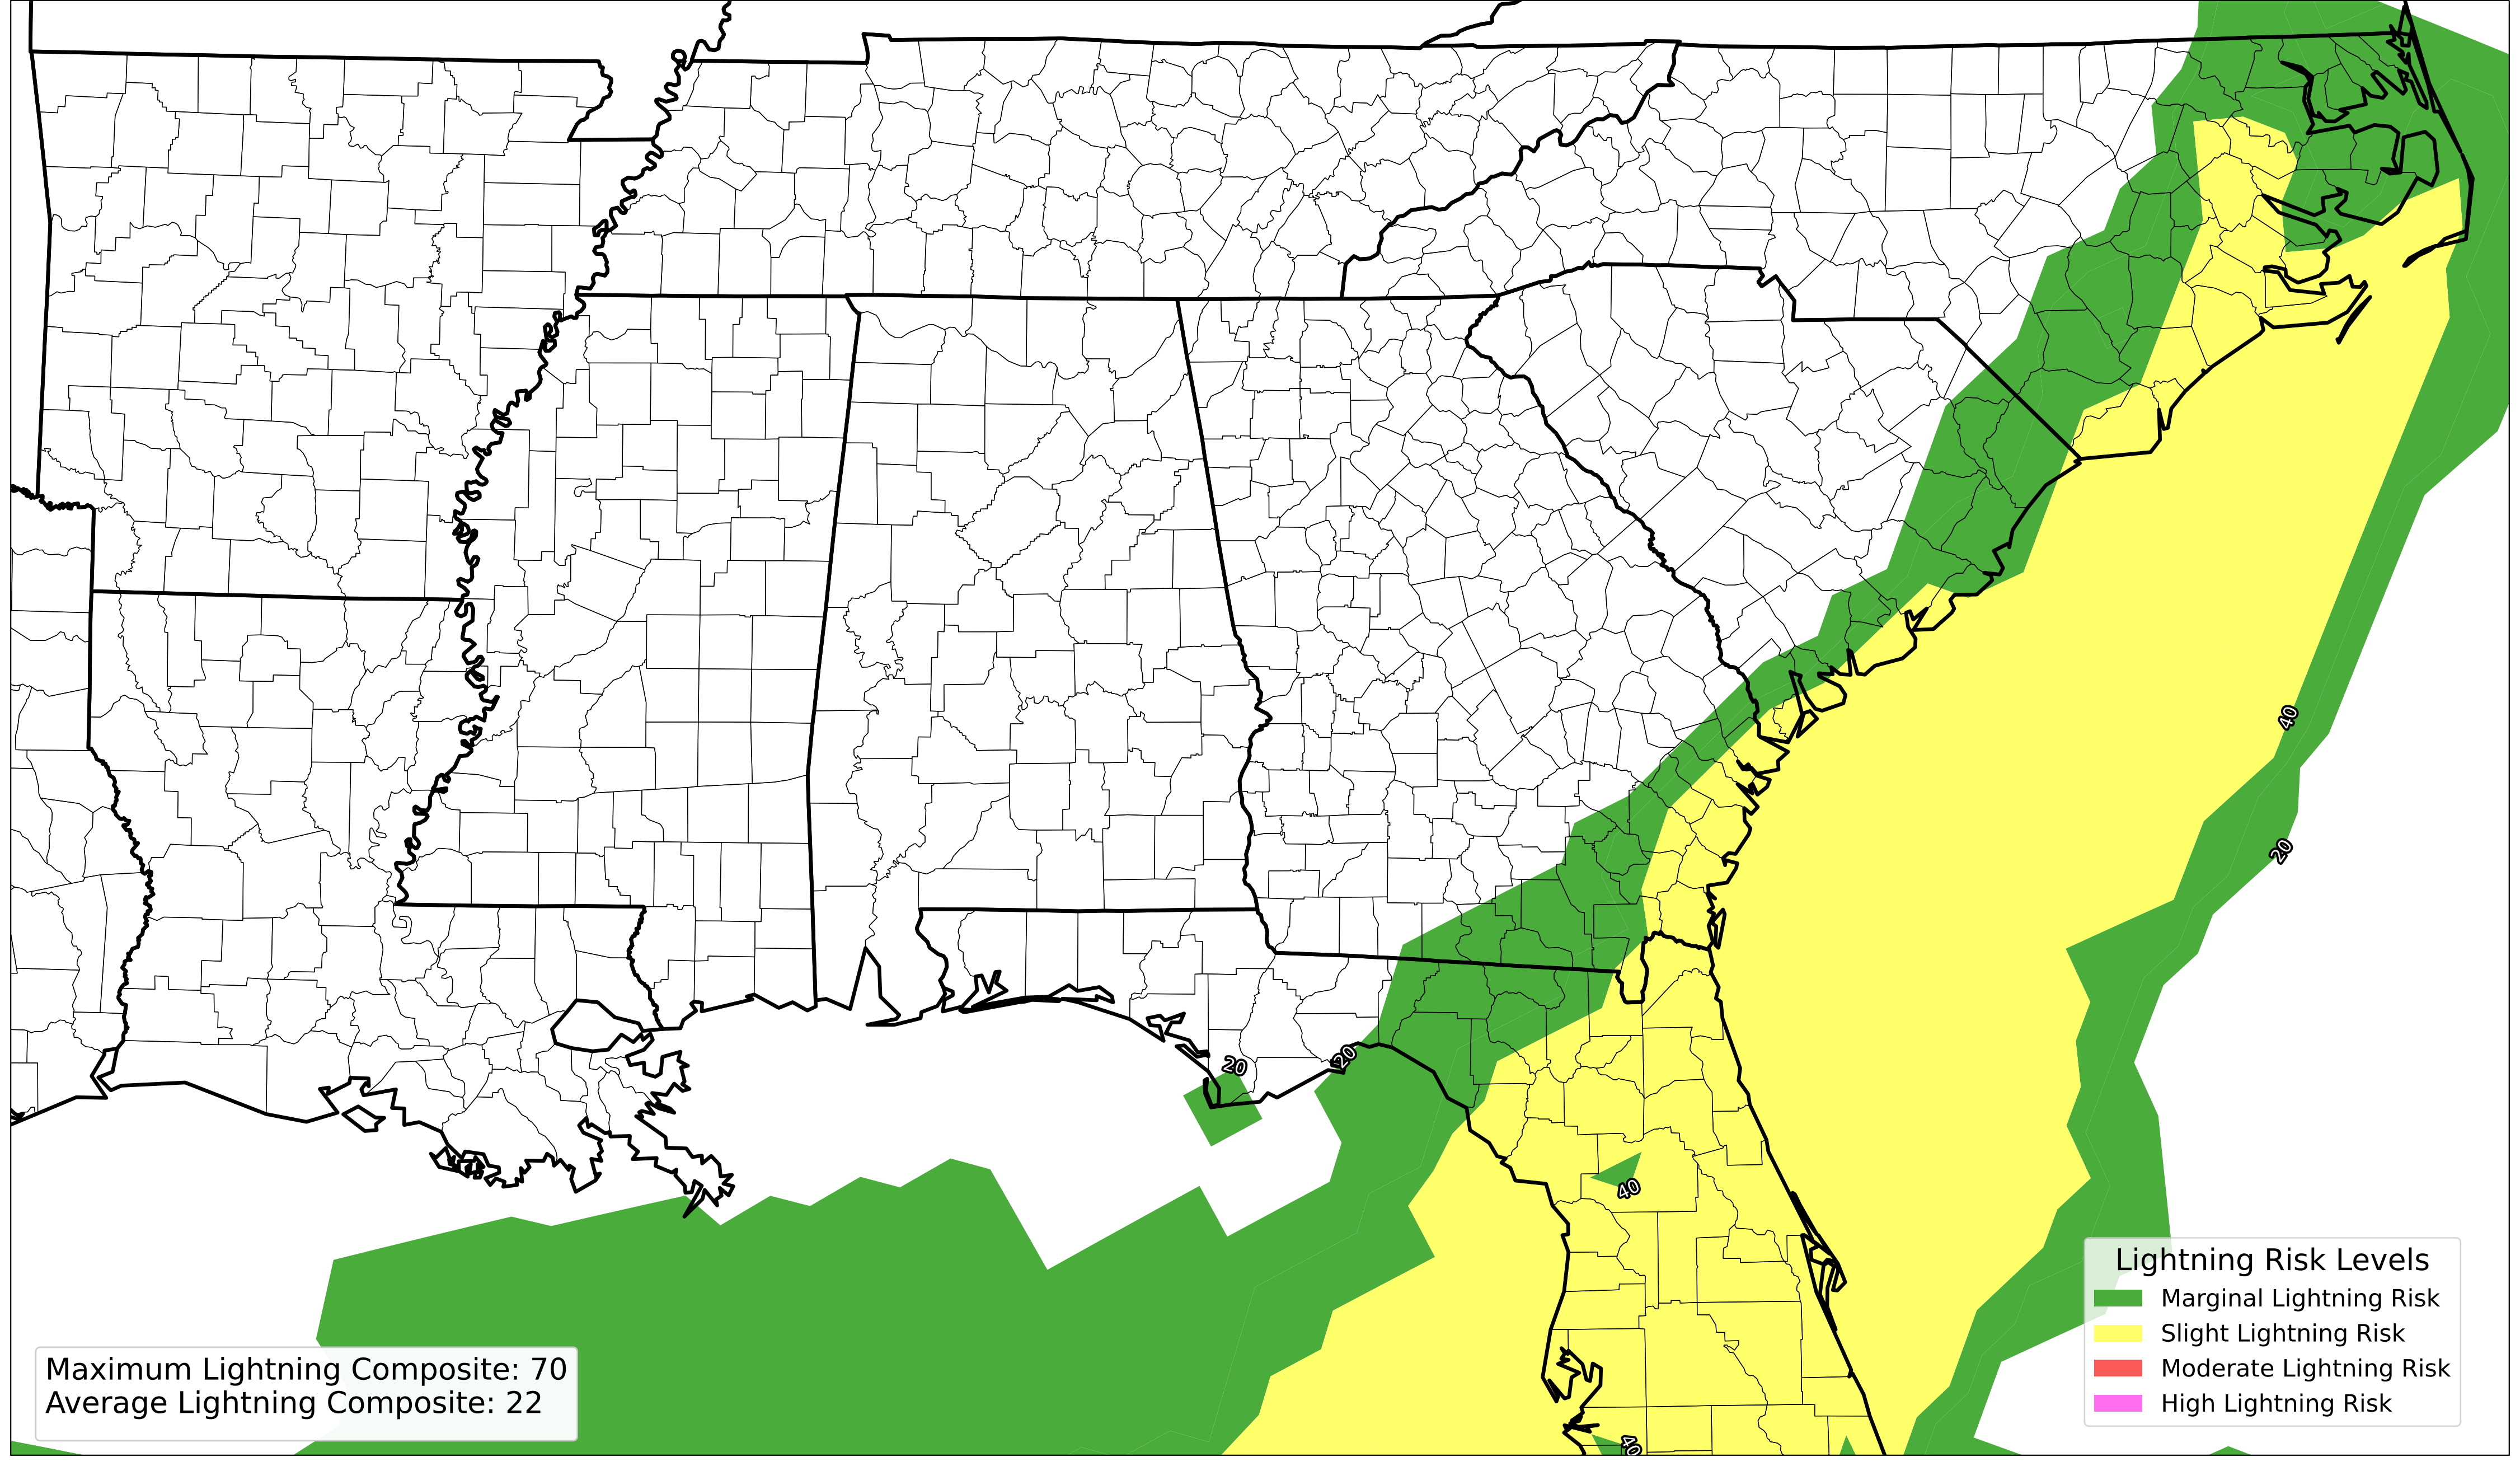 40
20
20
20
40
Lightning Risk Levels
Marginal Lightning Risk
Slight Lightning Risk
Moderate Lightning Risk
High Lightning Risk
Maximum Lightning Composite: 70
Average Lightning Composite: 22
40